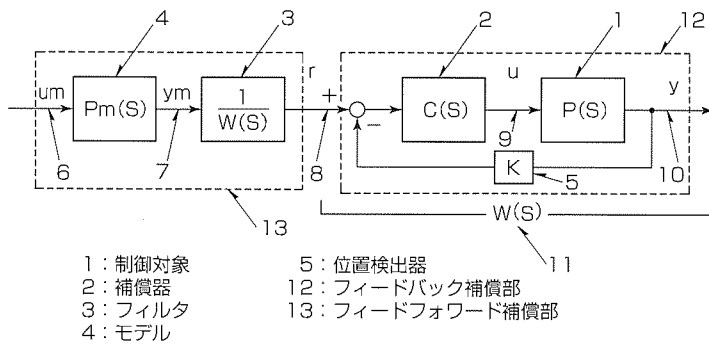 4 3 2 1 12
um Pm(S) ym 1/W(S) r + − C(S) u P(S) y
6 7 8 9 10
K
5
13 W(S)
11
1：制御対象 5：位置検出器
2：補償器 12：フィードバック補償部
3：フィルタ 13：フィードフォワード補償部
4：モデル